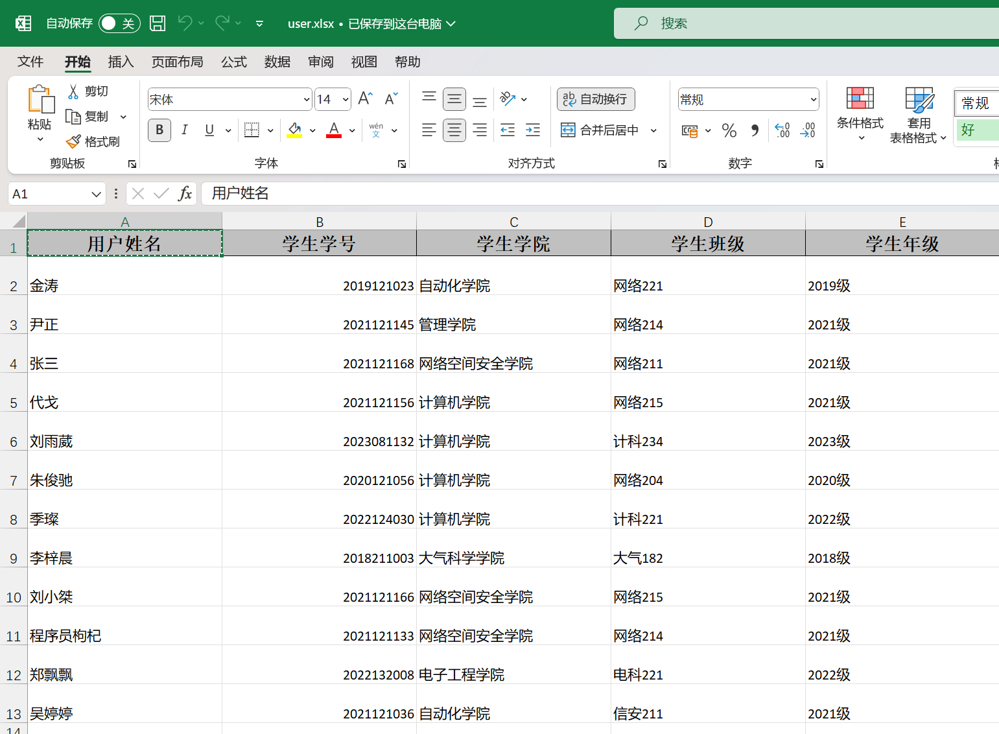 自动保存 关 user.xlsx • 已保存到这台电脑 搜索
文件 开始 插入 页面布局 公式 数据 审阅 视图 帮助
粘贴 剪切 复制 格式刷
剪贴板
宋体 14 A A
B I U A wén 文
字体
ab 自动换行
合并后居中
对齐方式
常规
% .00 .00
数字
条件格式 套用
表格格式
常规
好
A1 fx 用户姓名
A B C D E
1 用户姓名 学生学号 学生学院 学生班级 学生年级
2 金涛 2019121023 自动化学院 网络221 2019级
3 尹正 2021121145 管理学院 网络214 2021级
4 张三 2021121168 网络空间安全学院 网络211 2021级
5 代戈 2021121156 计算机学院 网络215 2021级
6 刘雨葳 2023081132 计算机学院 计科234 2023级
7 朱俊驰 2020121056 计算机学院 网络204 2020级
8 季璨 2022124030 计算机学院 计科221 2022级
9 李梓晨 2018211003 大气科学学院 大气182 2018级
10 刘小桀 2021121166 网络空间安全学院 网络215 2021级
11 程序员枸杞 2021121133 网络空间安全学院 网络214 2021级
12 郑飘飘 2022132008 电子工程学院 电科221 2022级
13 吴婷婷 2021121036 自动化学院 信安211 2021级
14